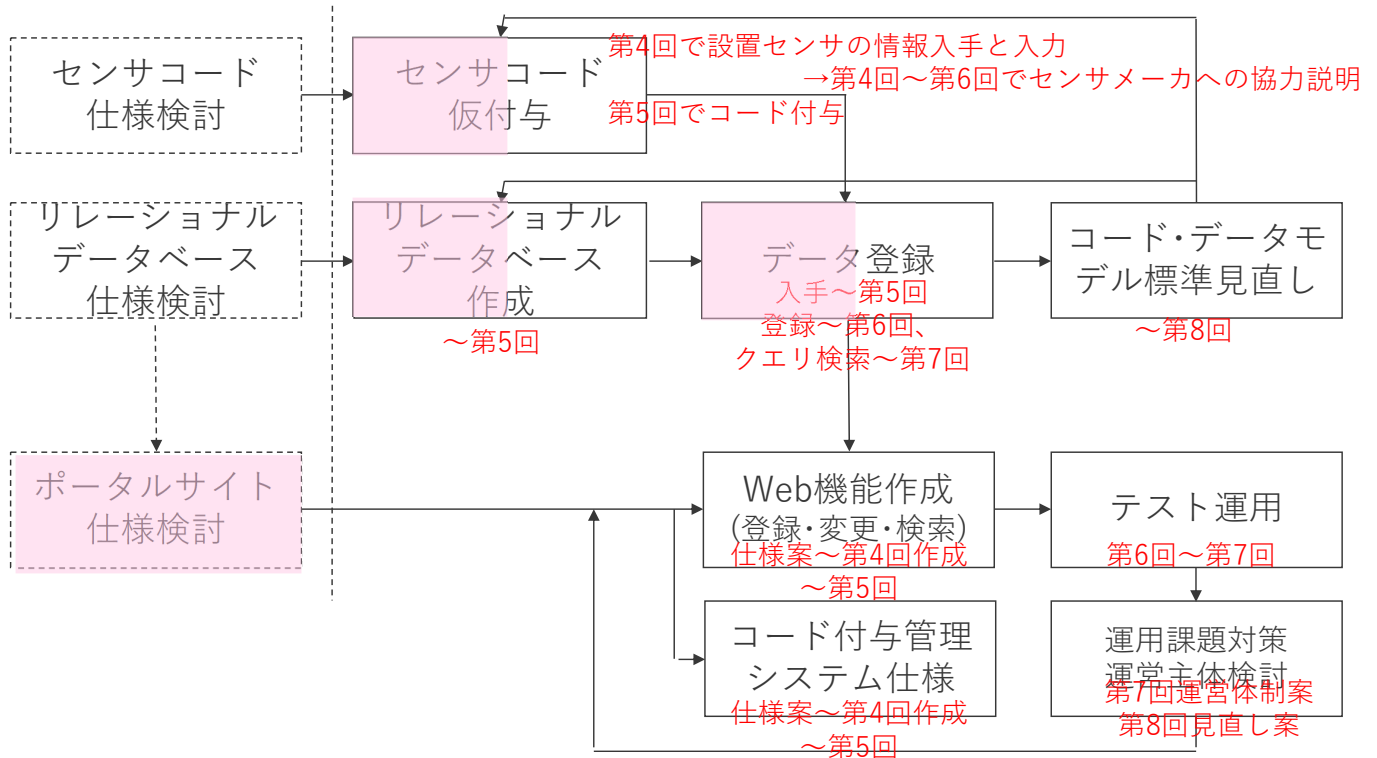 センサコード
仕様検討
センサコード
仮付与
第4回で設置センサの情報入手と入力
→第4回～第6回でセンサメーカへの協力説明
第5回でコード付与
リレーショナル
データベース
仕様検討
リレーショナル
データベース
作成
～第5回
データ登録
入手～第5回
登録～第6回、
クエリ検索～第7回
コード・データモ
デル標準見直し
～第8回
ポータルサイト
仕様検討
Web機能作成
(登録・変更・検索)
仕様案～第4回作成
～第5回
テスト運用
第6回～第7回
コード付与管理
システム仕様
仕様案～第4回作成
～第5回
運用課題対策
運営主体検討
第7回運営体制案
第8回見直し案